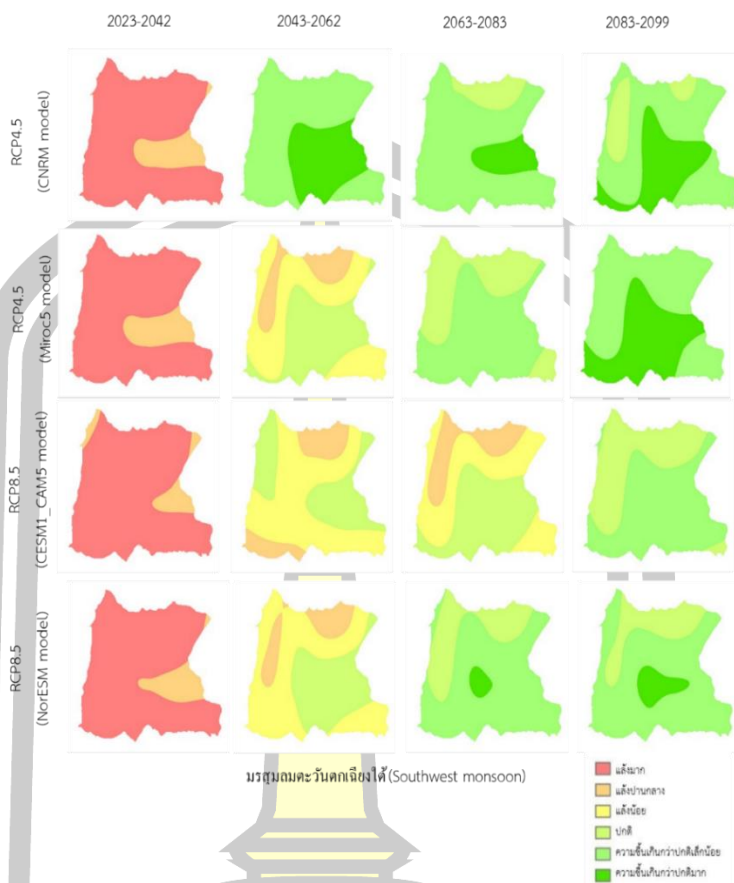 2023-2042 2043-2062 2063-2083 2083-2099
RCP4.5
(CNRM model)
RCP4.5
(Miroc5 model)
RCP8.5
(CESM1_CAM5 model)
RCP8.5
(NorESM model)
มรสุมลมตะวันตกเฉียงใต้ (Southwest monsoon)
แล้งมาก
แล้งปานกลาง
แล้งน้อย
ปกติ
ความชื้นเกินกว่าปกติเล็กน้อย
ความชื้นเกินกว่าปกติมาก